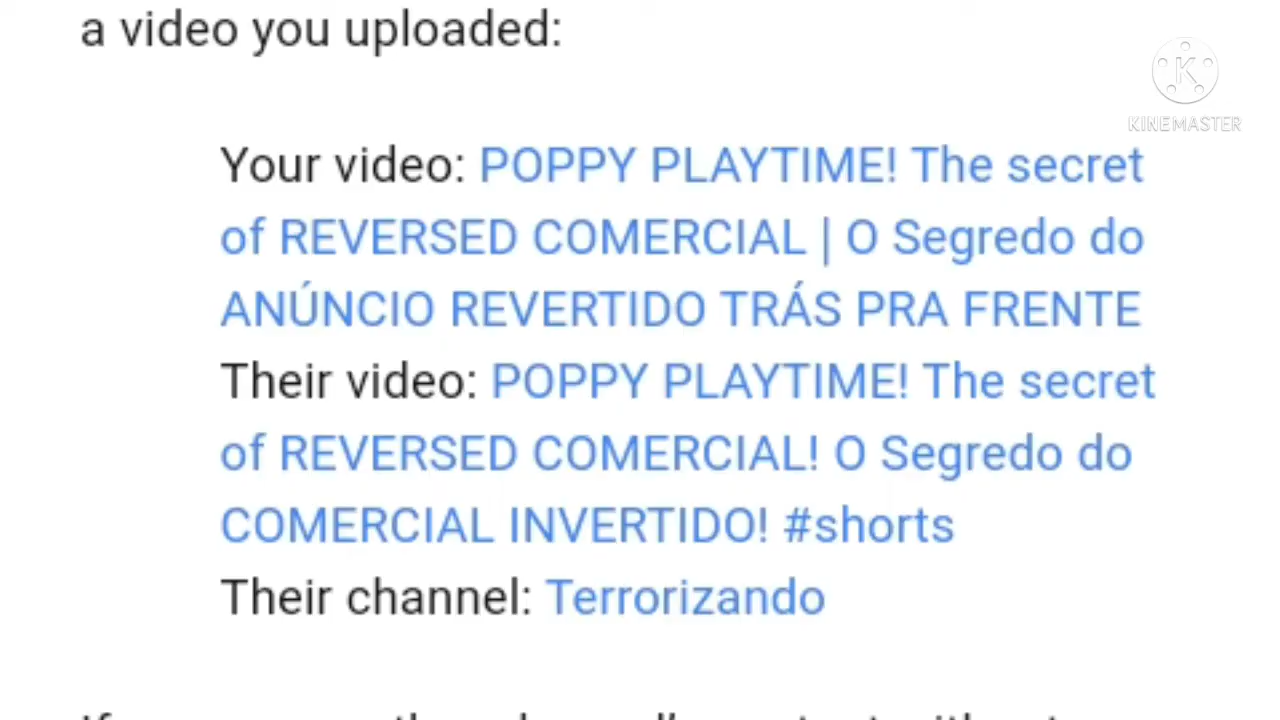 a video you uploaded:
KINEMASTER
Your video: POPPY PLAYTIME! The secret
of REVERSED COMERCIAL | O Segredo do
ANÚNCIO REVERTIDO TRÁS PRA FRENTE
Their video: POPPY PLAYTIME! The secret
of REVERSED COMERCIAL! O Segredo do
COMERCIAL INVERTIDO! #shorts
Their channel: Terrorizando